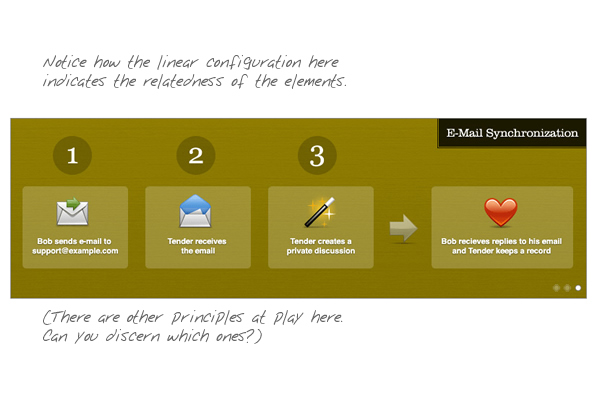 Notice how the linear configuration here
indicates the relatedness of the elements.
E-Mail Synchronization
1
2
3
Bob sends e-mail to
support@example.com
Tender receives
the email
Tender creates a
private discussion
Bob recieves replies to his email
and Tender keeps a record
(There are other principles at play here.
Can you discern which ones?)